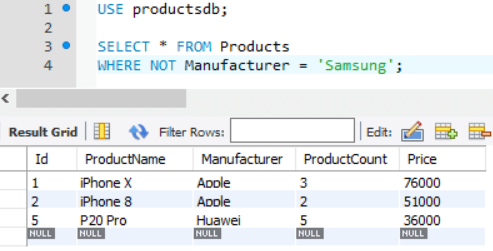 1 USE productsdb;
2
3 SELECT * FROM Products
4 WHERE NOT Manufacturer = 'Samsung';
Result Grid Filter Rows: Edit:
Id ProductName Manufacturer ProductCount Price
1 iPhone X Apple 3 76000
2 iPhone 8 Apple 2 51000
5 P20 Pro Huawei 5 36000
NULL NULL NULL NULL NULL